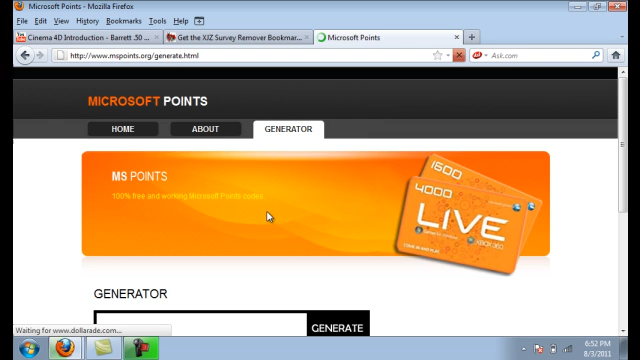 Microsoft Points - Mozilla Firefox
File Edit View History Bookmarks Tools Help
Cinema 4D Introduction - Barrett .50 ...
Get the XJZ Survey Remover Bookmar...
Microsoft Points
http://www.mspoints.org/generate.html
Ask.com
MICROSOFT POINTS
HOME ABOUT GENERATOR
MS POINTS
100% free and working Microsoft Points codes
1600
4000
LIVE
XBOX 360
GENERATOR
GENERATE
Waiting for www.dollarade.com...
6:52 PM
8/3/2011